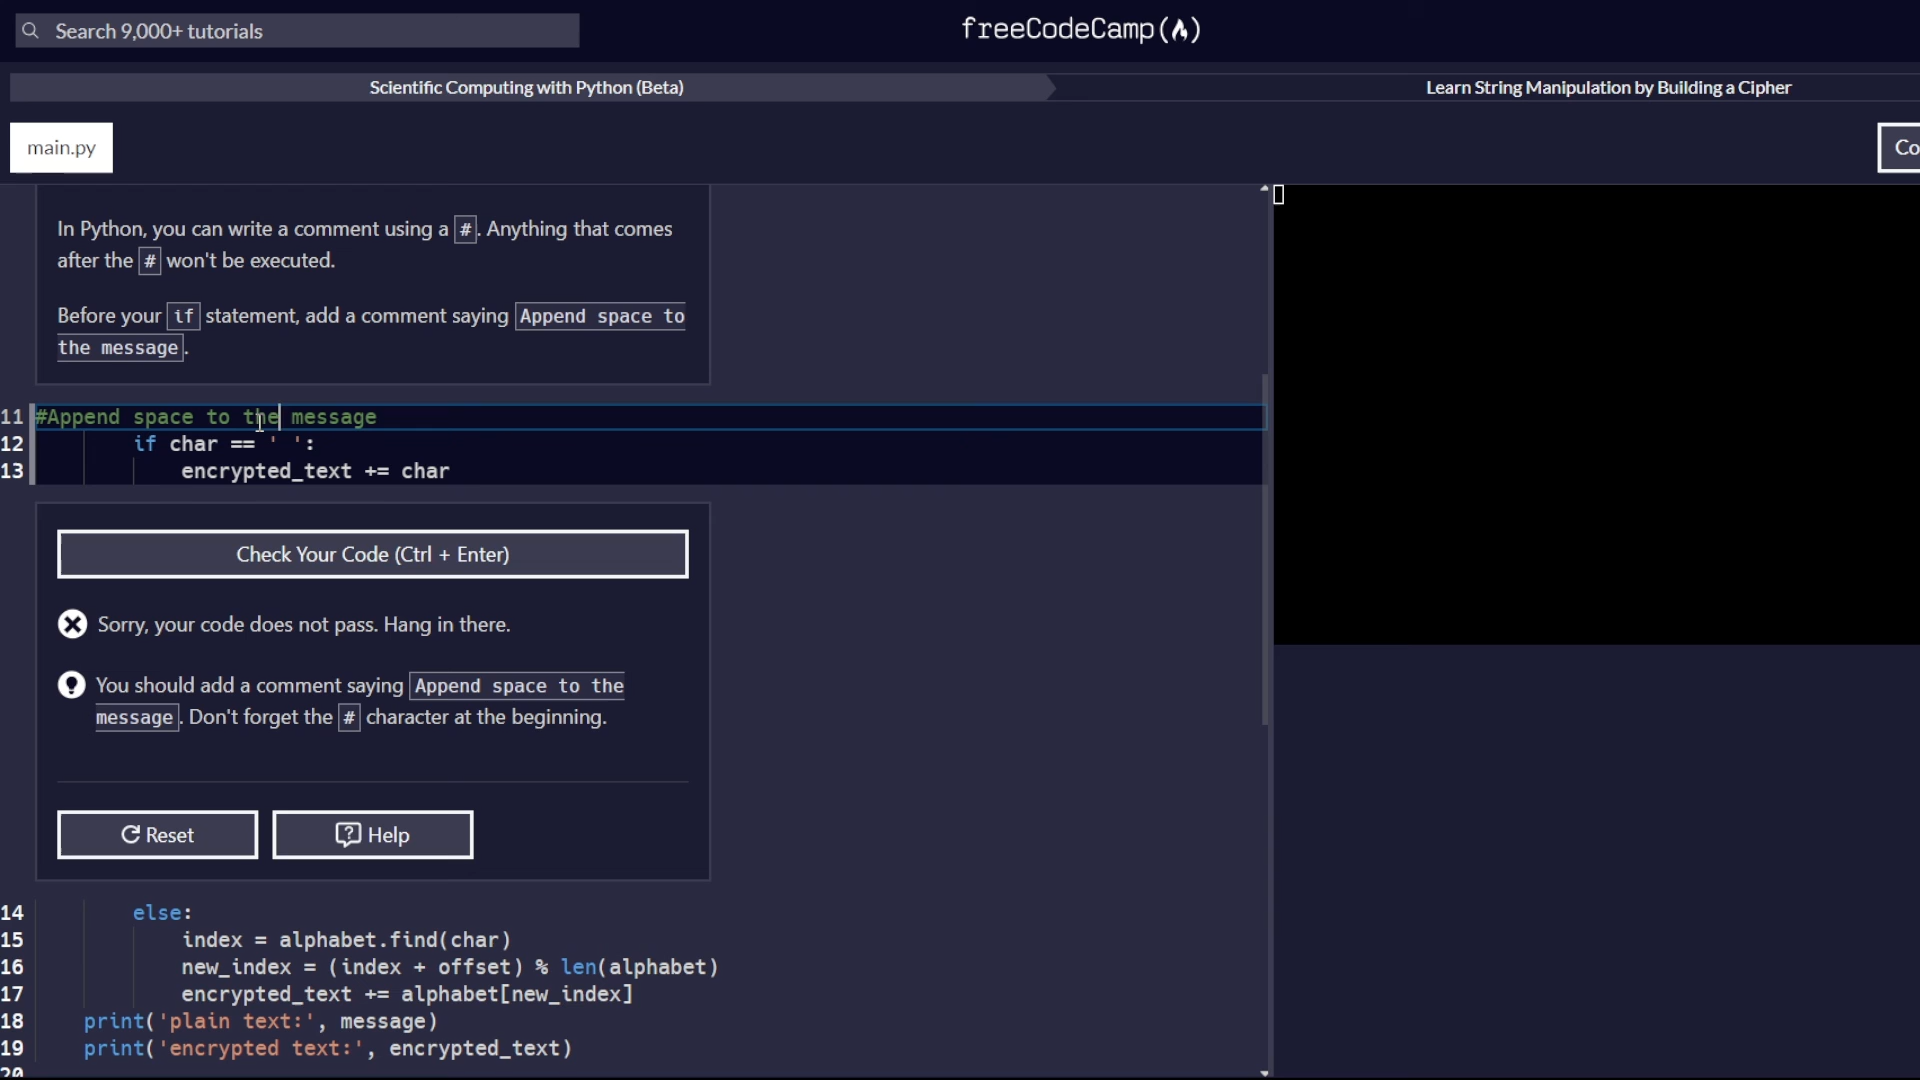 Search 9,000+ tutorials
freeCodeCamp(🔥)
Scientific Computing with Python (Beta)
Learn String Manipulation by Building a Cipher
main.py
Co
In Python, you can write a comment using a #. Anything that comes
after the # won't be executed.
Before your if statement, add a comment saying Append space to
the message.
11 #Append space to the message
12 if char == ' ':
13 encrypted_text += char
Check Your Code (Ctrl + Enter)
Sorry, your code does not pass. Hang in there.
You should add a comment saying Append space to the
message. Don't forget the # character at the beginning.
Reset
Help
14 else:
15 index = alphabet.find(char)
16 new_index = (index + offset) % len(alphabet)
17 encrypted_text += alphabet[new_index]
18 print('plain text:', message)
19 print('encrypted text:', encrypted_text)
20